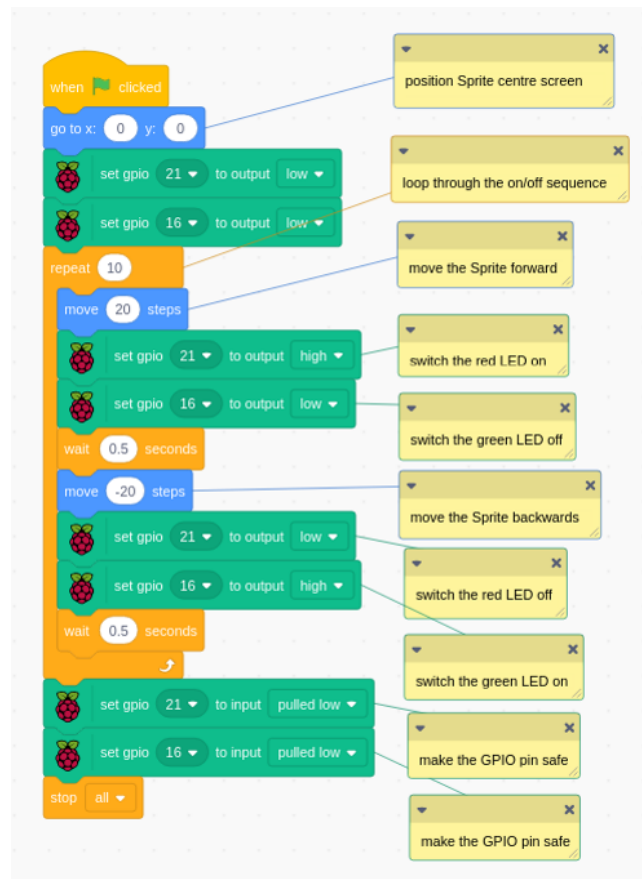 when clicked
go to x: 0 y: 0
set gpio 21 to output low
set gpio 16 to output low
repeat 10
move 20 steps
set gpio 21 to output high
set gpio 16 to output low
wait 0.5 seconds
move -20 steps
set gpio 21 to output low
set gpio 16 to output high
wait 0.5 seconds
set gpio 21 to input pulled low
set gpio 16 to input pulled low
stop all
position Sprite centre screen
loop through the on/off sequence
move the Sprite forward
switch the red LED on
switch the green LED off
move the Sprite backwards
switch the red LED off
switch the green LED on
make the GPIO pin safe
make the GPIO pin safe